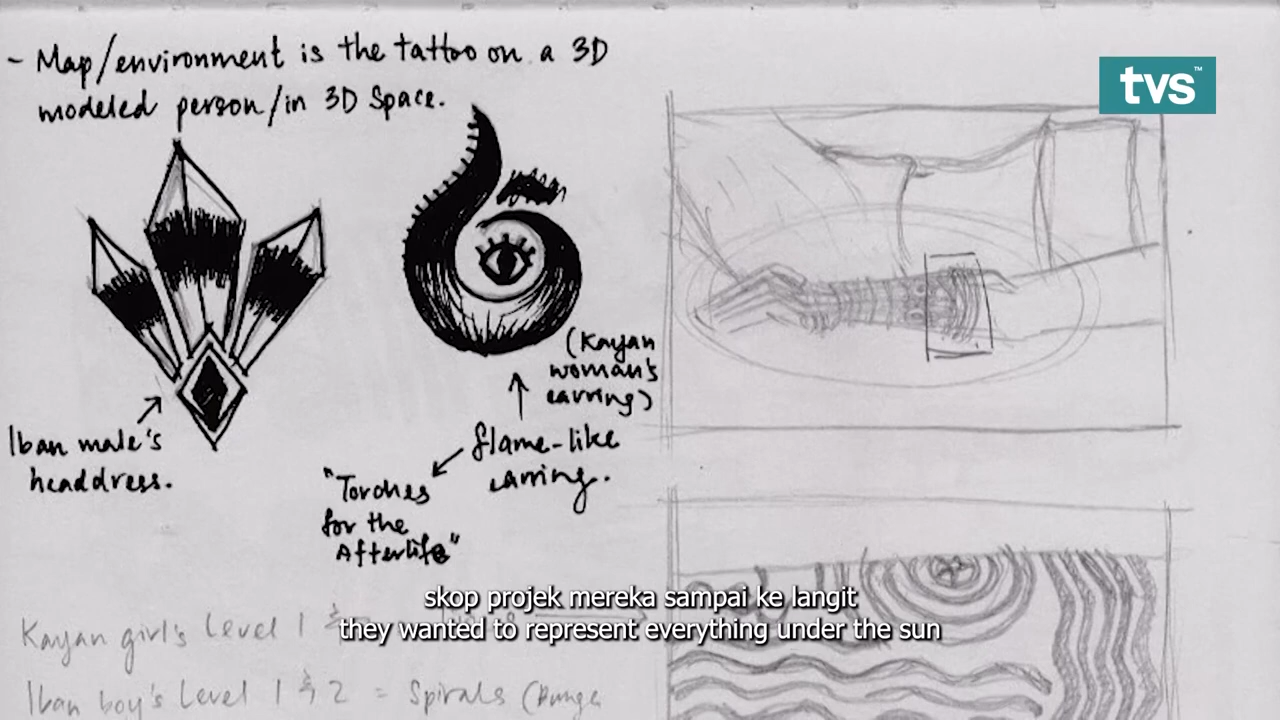 - Map/environment is the tattoo on a 3D
modeled person/in 3D Space.
tvs™
(Kayan
woman's
earring)
Iban male's
headdress.
flame-like
earring.
"Torches
for the
Afterlife"
skop projek mereka sampai ke langit
they wanted to represent everything under the sun
Kayan girl's Level 1 &
Iban boy's Level 1 & 2 = Spirals (Bunga